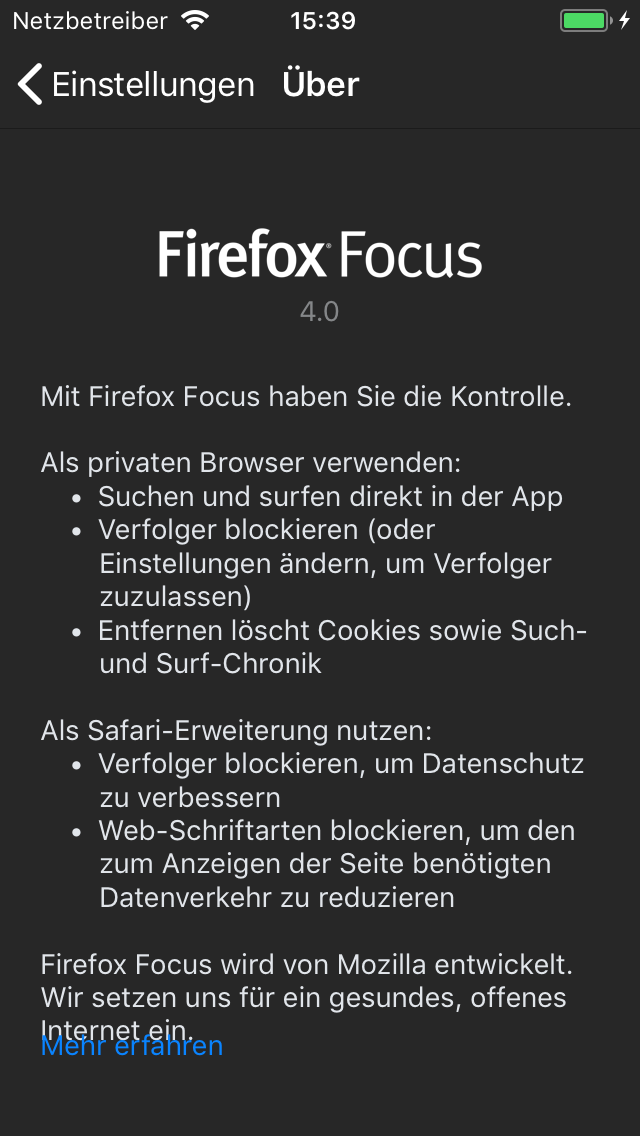 Netzbetreiber 15:39
Einstellungen Über
Firefox Focus
4.0
Mit Firefox Focus haben Sie die Kontrolle.
Als privaten Browser verwenden:
• Suchen und surfen direkt in der App
• Verfolger blockieren (oder
Einstellungen ändern, um Verfolger
zuzulassen)
• Entfernen löscht Cookies sowie Such-
und Surf-Chronik
Als Safari-Erweiterung nutzen:
• Verfolger blockieren, um Datenschutz
zu verbessern
• Web-Schriftarten blockieren, um den
zum Anzeigen der Seite benötigten
Datenverkehr zu reduzieren
Firefox Focus wird von Mozilla entwickelt.
Wir setzen uns für ein gesundes, offenes
Internet ein.
Mehr erfahren